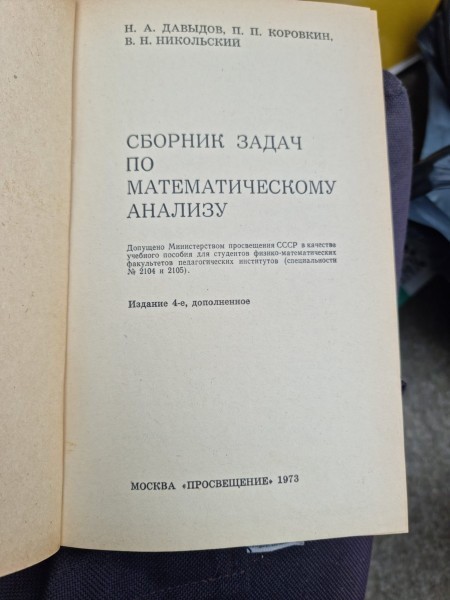 Н. А. ДАВЫДОВ, П. П. КОРОВКИН,
В. Н. НИКОЛЬСКИЙ
СБОРНИК ЗАДАЧ
ПО
МАТЕМАТИЧЕСКОМУ
АНАЛИЗУ
Допущено Министерством просвещения СССР в качестве
учебного пособия для студентов физико-математических
факультетов педагогических институтов (специальности
№ 2104 и 2105).
Издание 4-е, дополненное
МОСКВА «ПРОСВЕЩЕНИЕ» 1973